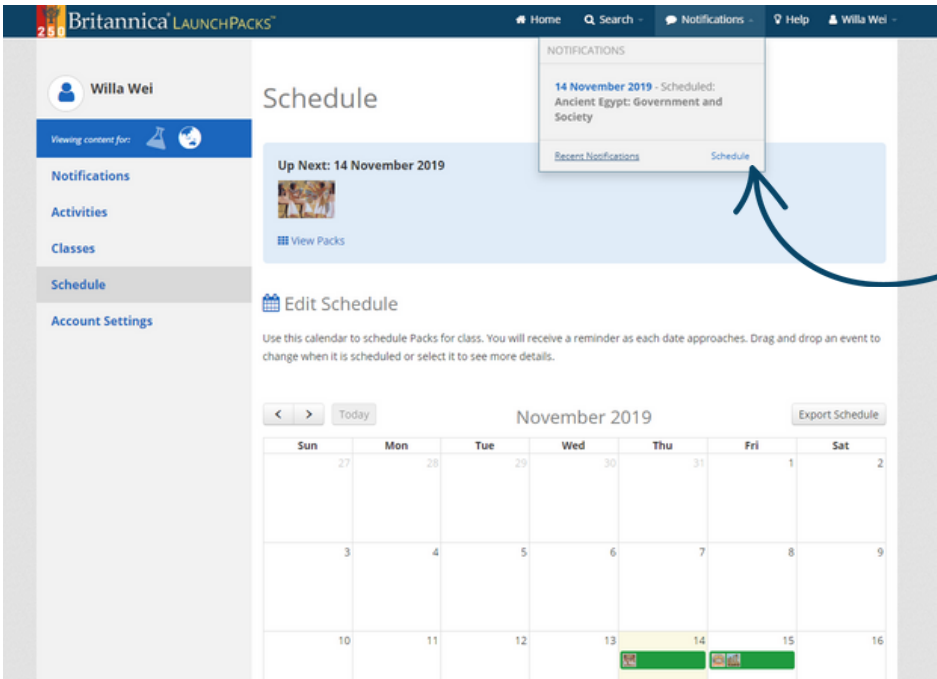 250 Britannica® LAUNCHPACKS™ Home Search Notifications Help Willa Wei
NOTIFICATIONS
14 November 2019 - Scheduled:
Ancient Egypt: Government and
Society
Recent Notifications Schedule
Willa Wei
Viewing content for:
Notifications
Activities
Classes
Schedule
Account Settings
Schedule
Up Next: 14 November 2019
View Packs
Edit Schedule
Use this calendar to schedule Packs for class. You will receive a reminder as each date approaches. Drag and drop an event to
change when it is scheduled or select it to see more details.
< > Today November 2019 Export Schedule
Sun Mon Tue Wed Thu Fri Sat
27 28 29 30 31 1 2
3 4 5 6 7 8 9
10 11 12 13 14 15 16